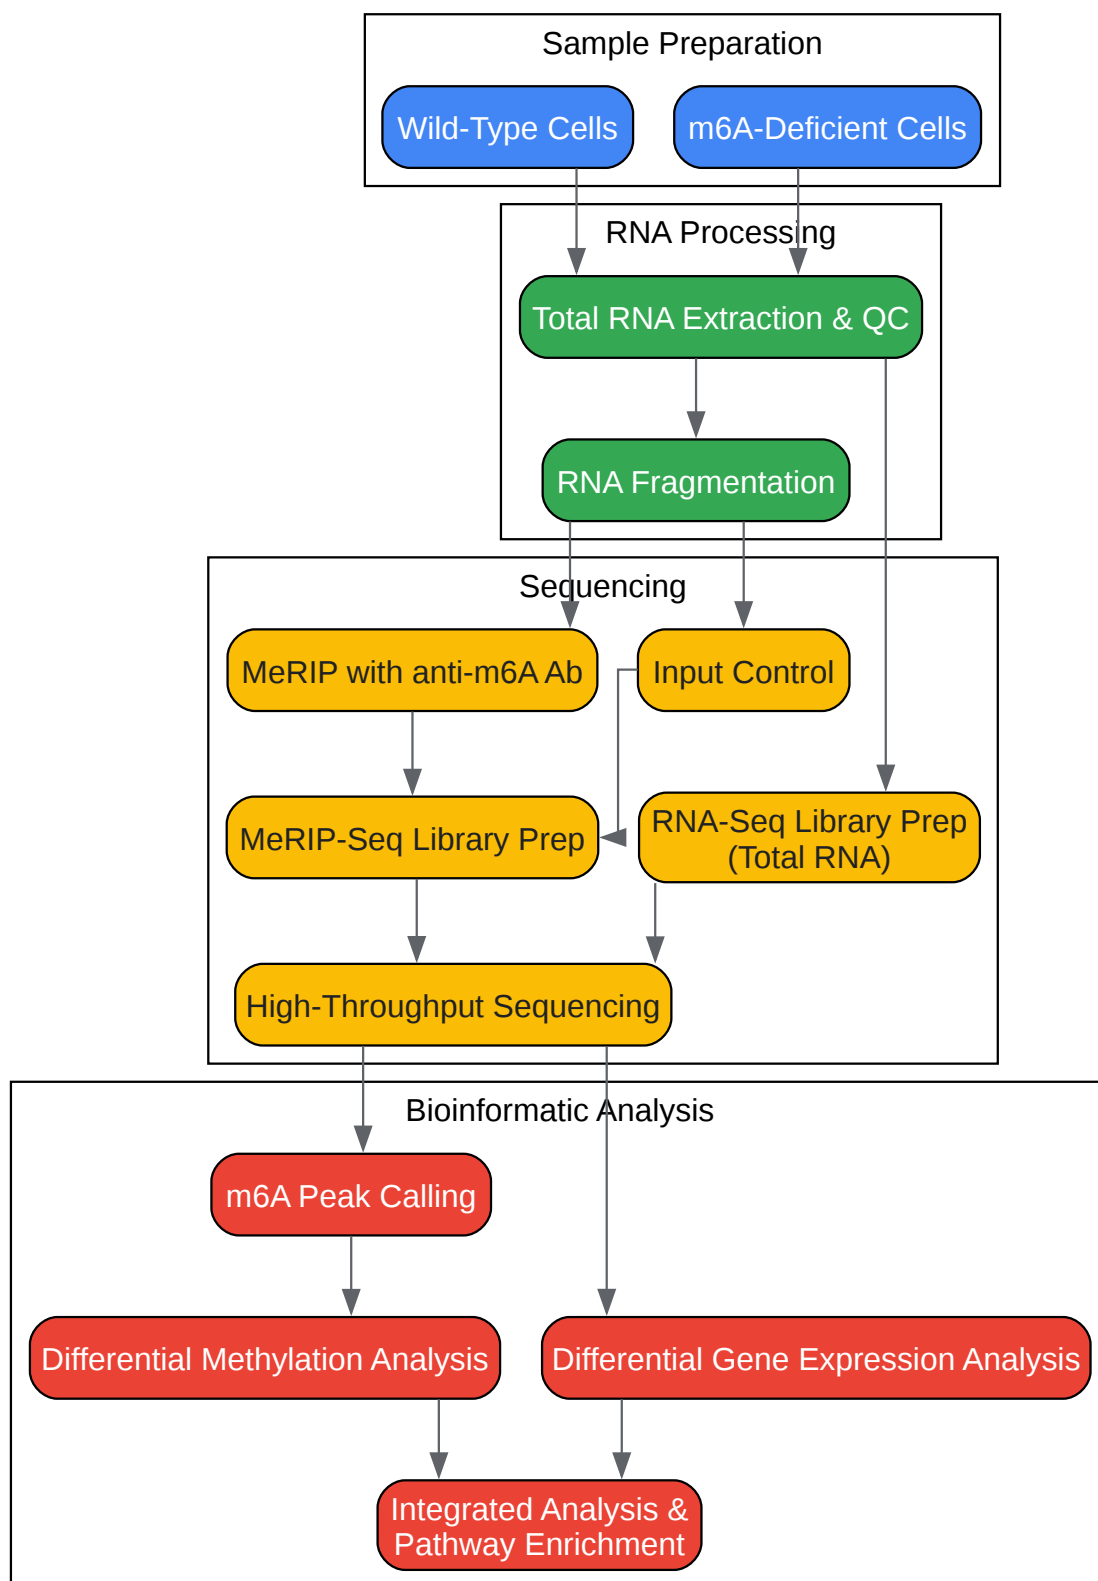 Sample Preparation
Wild-Type Cells
m6A-Deficient Cells
RNA Processing
Total RNA Extraction & QC
RNA Fragmentation
Sequencing
MeRIP with anti-m6A Ab
Input Control
MeRIP-Seq Library Prep
RNA-Seq Library Prep
(Total RNA)
High-Throughput Sequencing
Bioinformatic Analysis
m6A Peak Calling
Differential Methylation Analysis
Differential Gene Expression Analysis
Integrated Analysis &
Pathway Enrichment